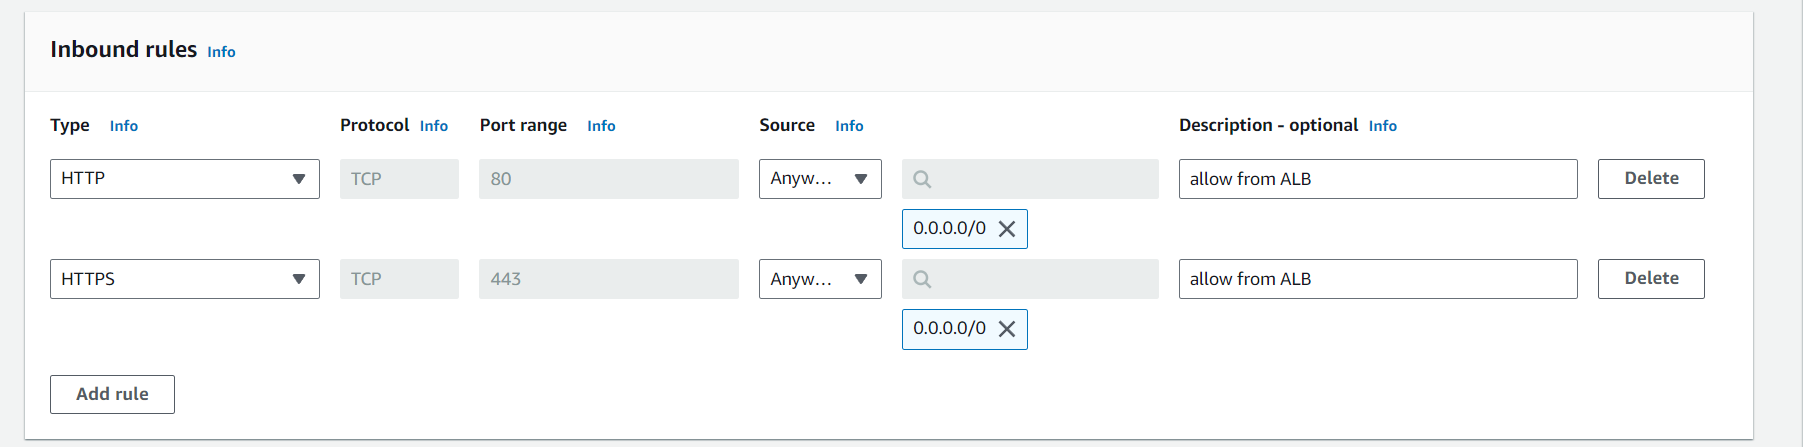 Inbound rules Info
Type Info Protocol Info Port range Info Source Info Description - optional Info
HTTP TCP 80 Anyw... allow from ALB Delete
0.0.0.0/0
HTTPS TCP 443 Anyw... allow from ALB Delete
0.0.0.0/0
Add rule